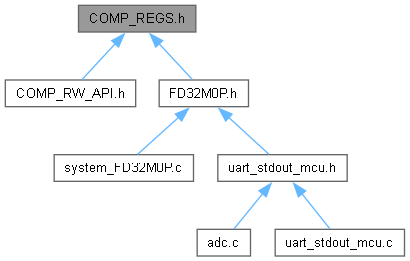 COMP_REGS.h
COMP_RW_API.h
FD32M0P.h
system_FD32M0P.c
uart_stdout_mcu.h
adc.c
uart_stdout_mcu.c